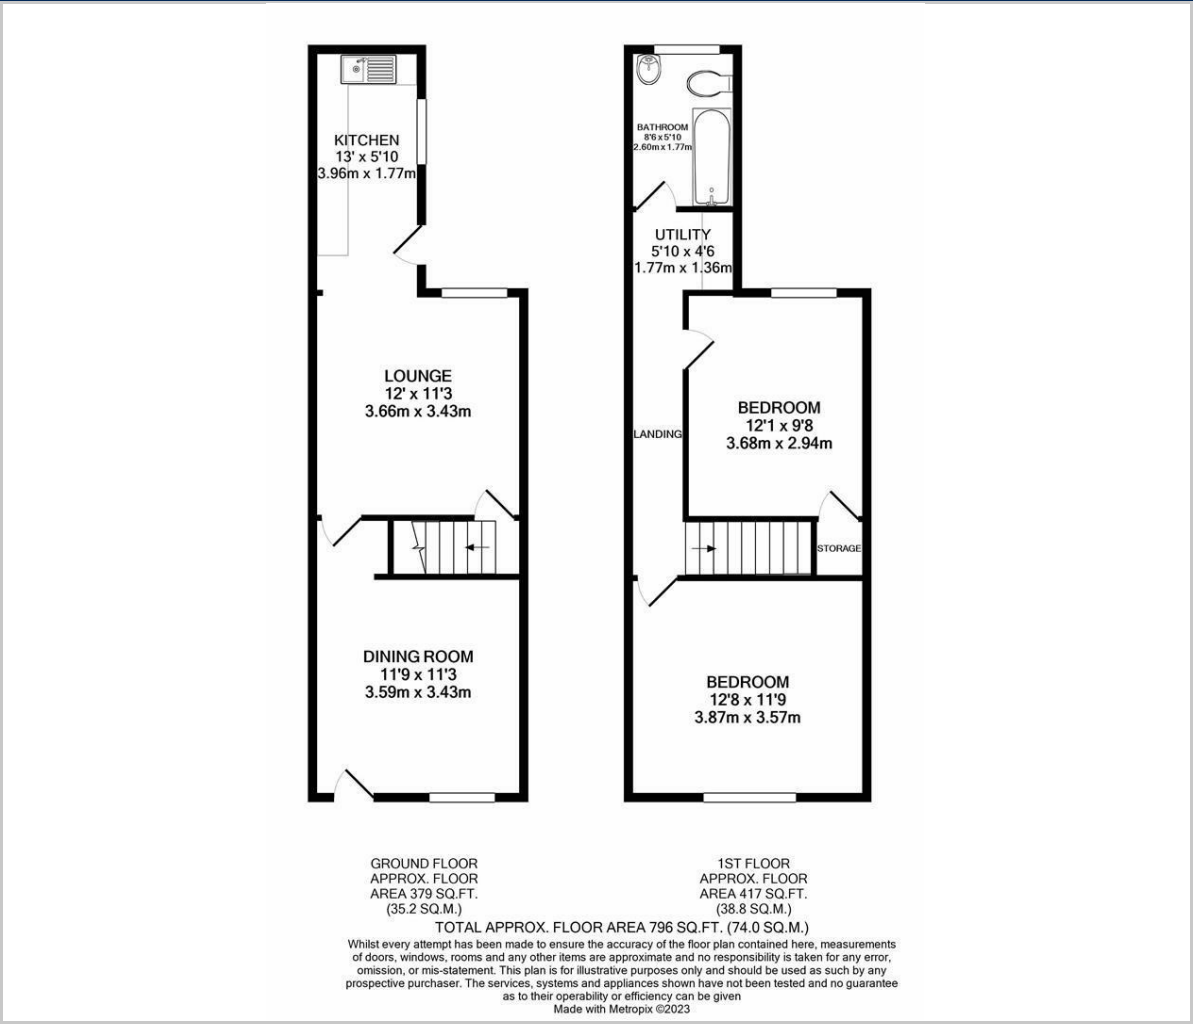 KITCHEN
13' x 5'10
3.96m x 1.77m
LOUNGE
12' x 11'3
3.66m x 3.43m
DINING ROOM
11'9 x 11'3
3.59m x 3.43m
BATHROOM
8'6 x 5'10
2.60m x 1.77m
UTILITY
5'10 x 4'6
1.77m x 1.36m
BEDROOM
12'1 x 9'8
3.68m x 2.94m
LANDING
STORAGE
BEDROOM
12'8 x 11'9
3.87m x 3.57m
GROUND FLOOR
APPROX. FLOOR
AREA 379 SQ.FT.
(35.2 SQ.M.)
1ST FLOOR
APPROX. FLOOR
AREA 417 SQ.FT.
(38.8 SQ.M.)
TOTAL APPROX. FLOOR AREA 796 SQ.FT. (74.0 SQ.M.)
Whilst every attempt has been made to ensure the accuracy of the floor plan contained here, measurements
of doors, windows, rooms and any other items are approximate and no responsibility is taken for any error,
omission, or mis-statement. This plan is for illustrative purposes only and should be used as such by any
prospective purchaser. The services, systems and appliances shown have not been tested and no guarantee
as to their operability or efficiency can be given
Made with Metropix ©2023